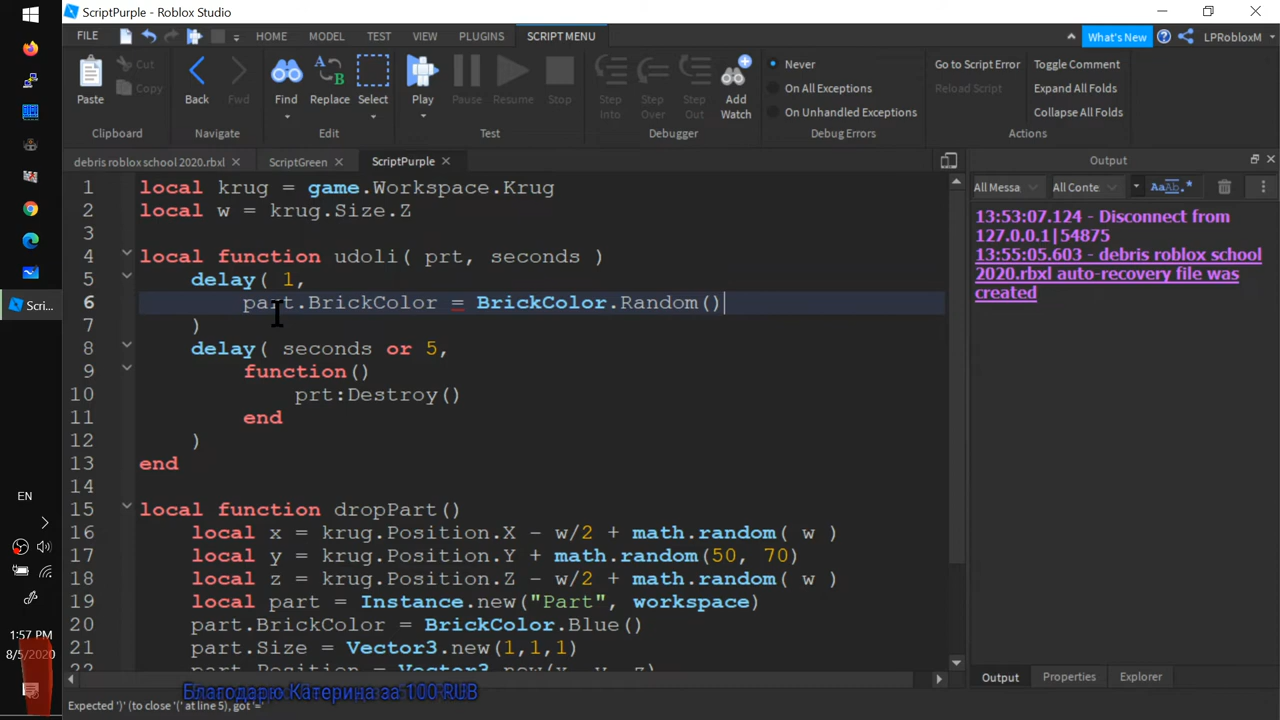 ScriptPurple - Roblox Studio
FILE HOME MODEL TEST VIEW PLUGINS SCRIPT MENU What's New LPRobloxM
Paste Cut Copy Back Fwd Find Replace Select Play Pause Resume Stop Step Into Step Over Step Out Add Watch Never On All Exceptions On Unhandled Exceptions Go to Script Error Reload Script Toggle Comment Expand All Folds Collapse All Folds
Clipboard Navigate Edit Test Debugger Debug Errors Actions
debris roblox school 2020.rbxl ScriptGreen ScriptPurple Output
All Messa All Conte Aa Ab .*
1 local krug = game.Workspace.Krug
2 local w = krug.Size.Z
3
4 local function udoli( prt, seconds )
5 delay( 1,
6 part.BrickColor = BrickColor.Random()
7 )
8 delay( seconds or 5,
9 function()
10 prt:Destroy()
11 end
12 )
13 end
14
15 local function dropPart()
16 local x = krug.Position.X - w/2 + math.random( w )
17 local y = krug.Position.Y + math.random(50, 70)
18 local z = krug.Position.Z - w/2 + math.random( w )
19 local part = Instance.new("Part", workspace)
20 part.BrickColor = BrickColor.Blue()
21 part.Size = Vector3.new(1,1,1)
22 part.Position = Vector3.new(x, y, z)
13:53:07.124 - Disconnect from
127.0.0.1|54875
13:55:05.603 - debris roblox school
2020.rbxl auto-recovery file was
created
Output Properties Explorer
Благодарю Катерина за 100 RUB
Expected ')' (to close '(' at line 5), got '='
Scri...
EN
1:57 PM
8/5/2020